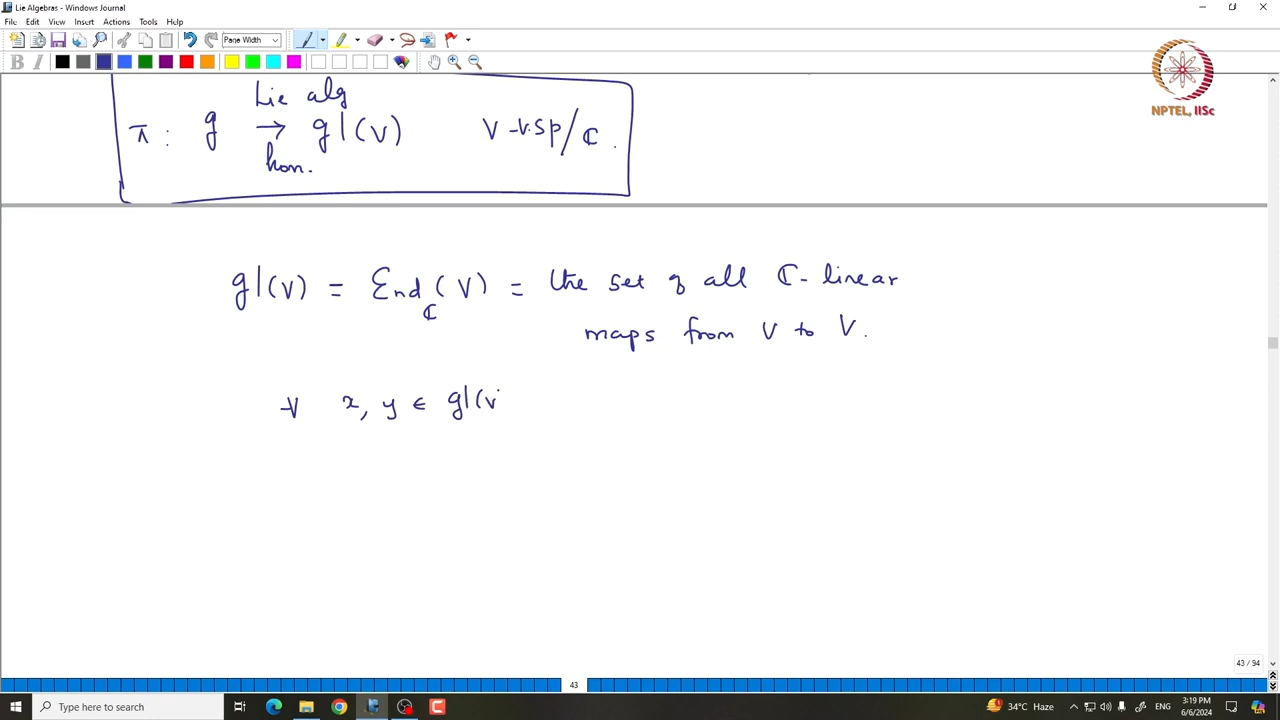 Lie Algebras - Windows Journal
File Edit View Insert Actions Tools Help
Page Width
B I
NPTEL, IISc
Lie alg
π : g → gl(V) V - v.sp/ℂ.
hom.
gl(V) = End_ℂ(V) = the set of all ℂ-linear
maps from V to V.
∀ x, y ∈ gl(V
43 / 94
43
Type here to search
34°C Haze
3:19 PM
6/6/2024